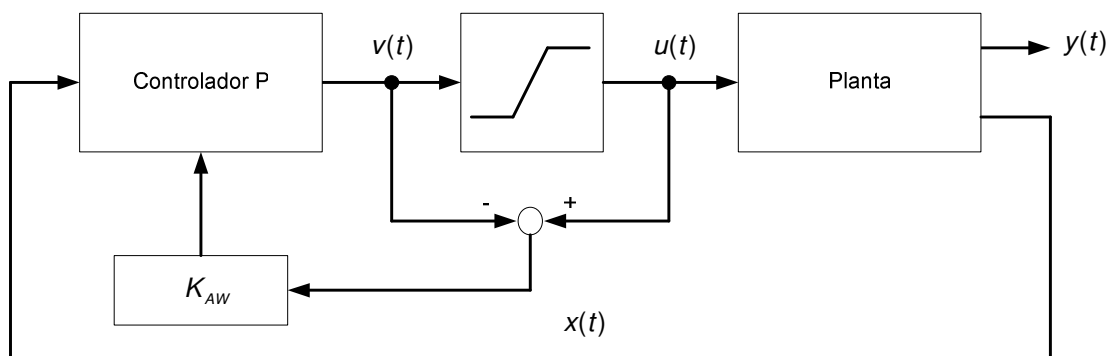 v(t)
u(t)
y(t)
Controlador P
Planta
- +
K_AW
x(t)